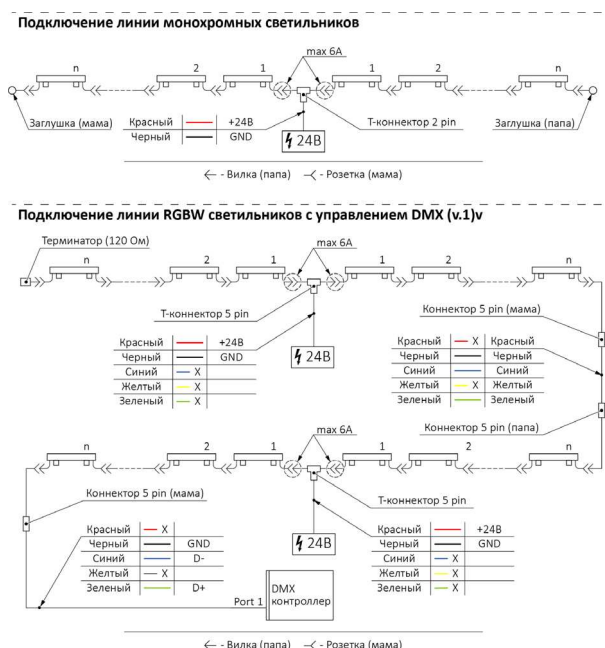 Подключение линии монохромных светильников
max 6А
n 2 1 1 2 n
Заглушка (мама)
Красный +24В
Черный GND
24В
Т-коннектор 2 pin
Заглушка (папа)
- Вилка (папа) - Розетка (мама)
Подключение линии RGBW светильников с управлением DMX (v.1)v
Терминатор (120 Ом)
max 6А
n 2 1 1 2 n
Т-коннектор 5 pin
Коннектор 5 pin (мама)
Красный +24В
Черный GND
Синий X
Желтый X
Зеленый X
24В
Красный X Красный
Черный Черный
Синий Синий
Желтый X Желтый
Зеленый Зеленый
Коннектор 5 pin (папа)
max 6А
n 2 1 1 2 n
Коннектор 5 pin (мама)
Т-коннектор 5 pin
Красный X
Черный GND
Синий D-
Желтый X
Зеленый D+
24В
Красный +24В
Черный GND
Синий X
Желтый X
Зеленый X
Port 1
DMX
контроллер
- Вилка (папа) - Розетка (мама)